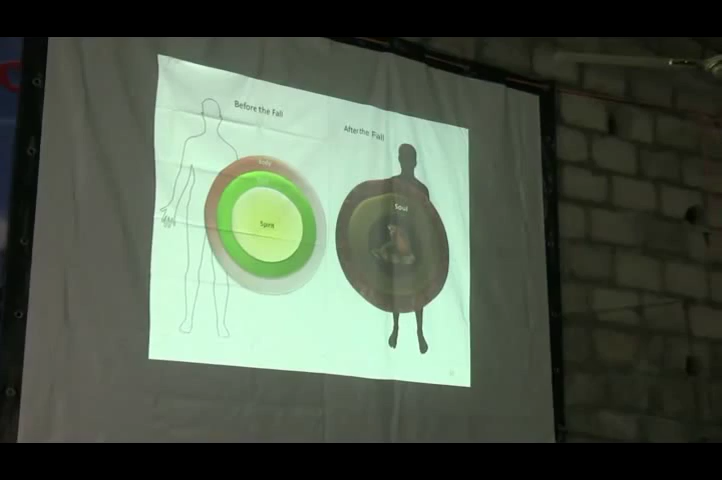 Before the Fall
After the Fall
Body
Soul
Spirit